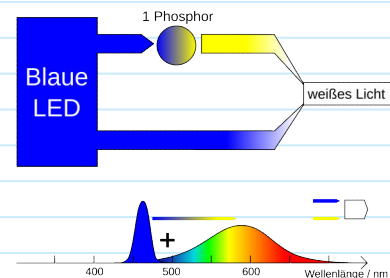 1 Phosphor
Blaue
LED
weißes Licht
+
400
500
600
Wellenlänge / nm